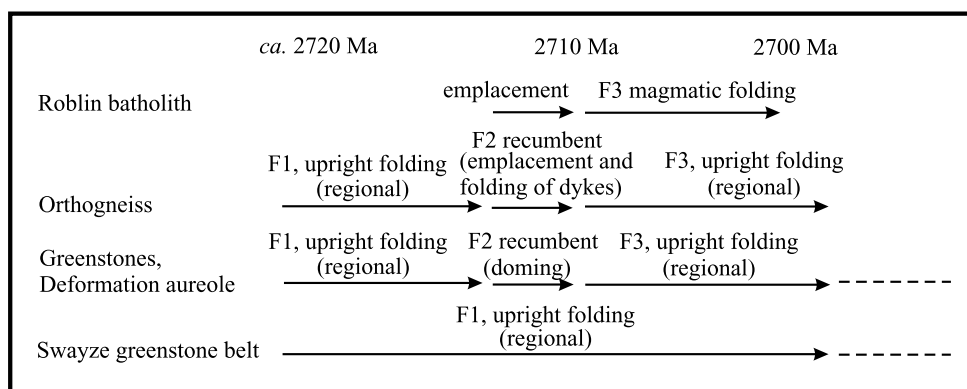 ca. 2720 Ma 2710 Ma 2700 Ma
Roblin batholith
emplacement
F3 magmatic folding
Orthogneiss
F1, upright folding
(regional)
F2 recumbent
(emplacement and
folding of dykes)
F3, upright folding
(regional)
Greenstones,
Deformation aureole
F1, upright folding
(regional)
F2 recumbent
(doming)
F3, upright folding
(regional)
Swayze greenstone belt
F1, upright folding
(regional)